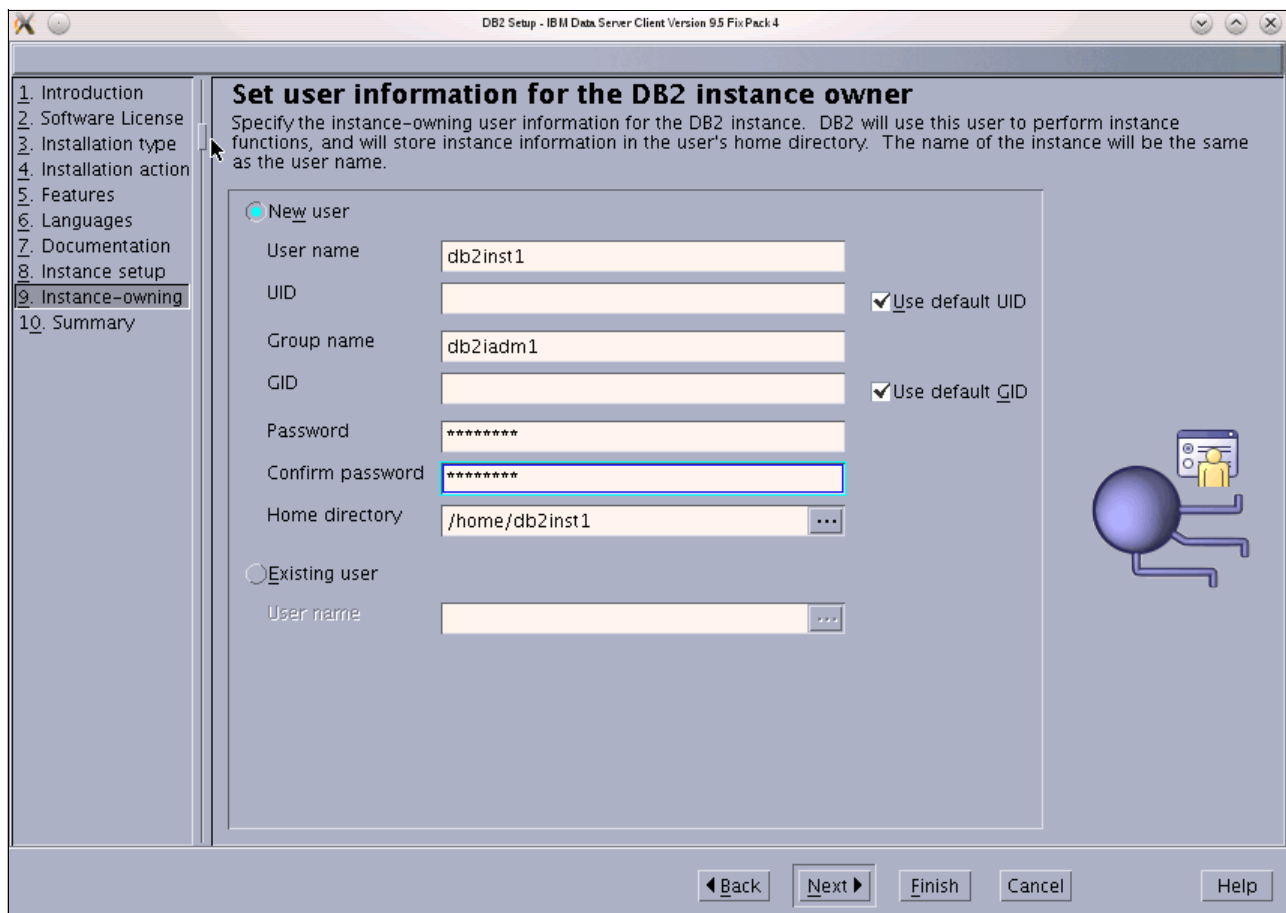 DB2 Setup - IBM Data Server Client Version 9.5 Fix Pack 4
1. Introduction
2. Software License
3. Installation type
4. Installation action
5. Features
6. Languages
7. Documentation
8. Instance setup
9. Instance-owning
10. Summary
Set user information for the DB2 instance owner
Specify the instance-owning user information for the DB2 instance. DB2 will use this user to perform instance
functions, and will store instance information in the user's home directory. The name of the instance will be the same
as the user name.
New user
User name db2inst1
UID Use default UID
Group name db2iadm1
GID Use default GID
Password ********
Confirm password ********
Home directory /home/db2inst1 ...
Existing user
User name ...
Back Next Finish Cancel Help